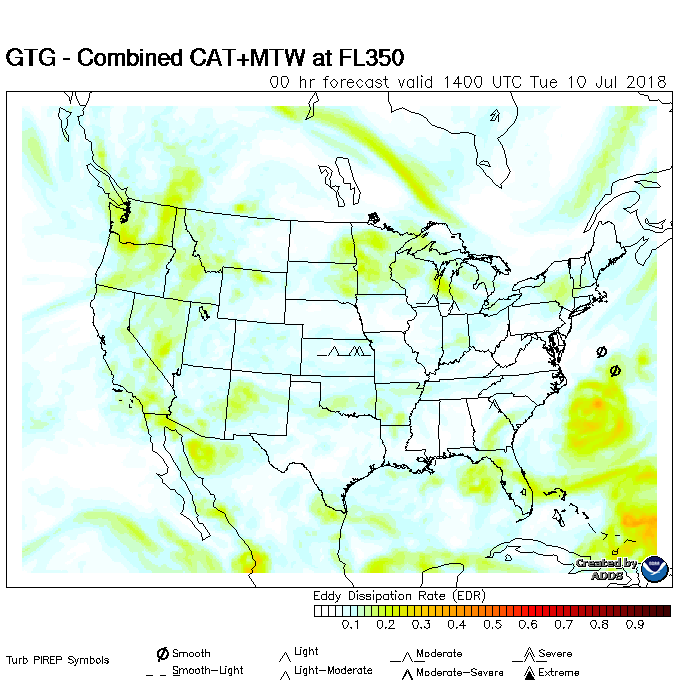 GTG - Combined CAT+MTW at FL350
00 hr forecast valid 1400 UTC Tue 10 Jul 2018
Created by
ADDS
Eddy Dissipation Rate (EDR)
0.1 0.2 0.3 0.4 0.5 0.6 0.7 0.8 0.9
Turb PIREP Symbols
Smooth Light Moderate Severe
Smooth-Light Light-Moderate Moderate-Severe Extreme